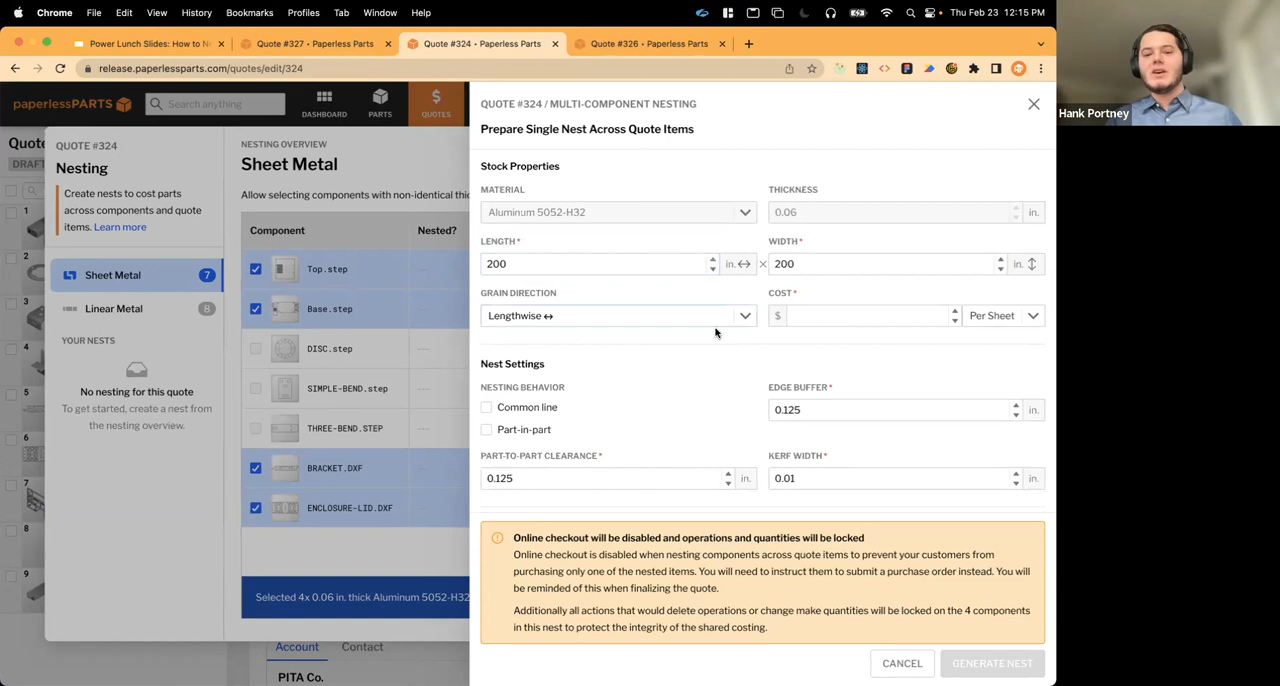 Chrome File Edit View History Bookmarks Profiles Tab Window Help Thu Feb 23 12:15 PM
Power Lunch Slides: How to N
Quote #327 • Paperless Parts
Quote #324 • Paperless Parts
Quote #326 • Paperless Parts
release.paperlessparts.com/quotes/edit/324
paperlessPARTS
Search anything
DASHBOARD
PARTS
$
QUOTES
Quot
DRAFT
1
2
3
4
5
6
7
8
9
QUOTE #324
Nesting
Create nests to cost parts
across components and quote
items. Learn more
Sheet Metal 7
Linear Metal 8
YOUR NESTS
No nesting for this quote
To get started, create a nest from
the nesting overview.
NESTING OVERVIEW
Sheet Metal
Allow selecting components with non-identical thic
Component Nested?
Top.step
Base.step
DISC.step
SIMPLE-BEND.step
THREE-BEND.STEP
BRACKET.DXF
ENCLOSURE-LID.DXF
Selected 4x 0.06 in. thick Aluminum 5052-H32
Account Contact
PITA Co.
QUOTE #324 / MULTI-COMPONENT NESTING
Prepare Single Nest Across Quote Items
Stock Properties
MATERIAL THICKNESS
Aluminum 5052-H32 0.06 in.
LENGTH* WIDTH*
200 in. × 200 in.
GRAIN DIRECTION COST*
Lengthwise ↔ $ Per Sheet
Nest Settings
NESTING BEHAVIOR EDGE BUFFER*
Common line 0.125 in.
Part-in-part
PART-TO-PART CLEARANCE* KERF WIDTH*
0.125 in. 0.01 in.
Online checkout will be disabled and operations and quantities will be locked
Online checkout is disabled when nesting components across quote items to prevent your customers from
purchasing only one of the nested items. You will need to instruct them to submit a purchase order instead. You will
be reminded of this when finalizing the quote.
Additionally all actions that would delete operations or change make quantities will be locked on the 4 components
in this nest to protect the integrity of the shared costing.
CANCEL GENERATE NEST
Hank Portney